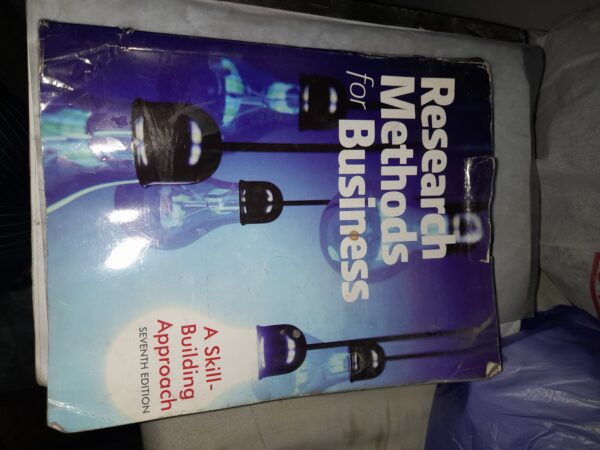 Research
Methods
for Business
A Skill-
Building
Approach
SEVENTH EDITION